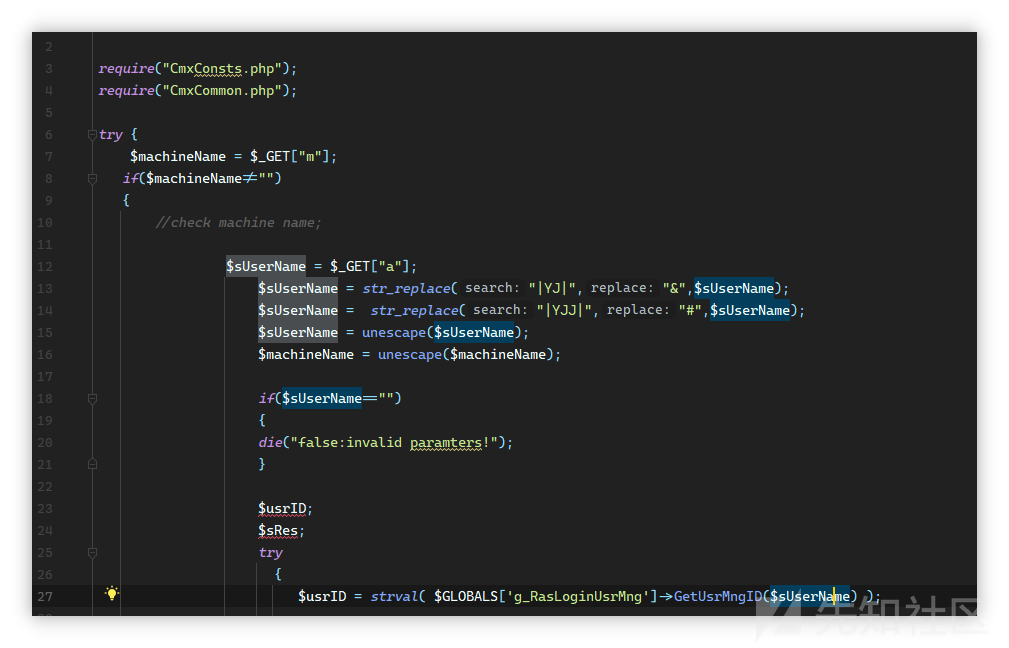 2
3 require("CmxConsts.php");
4 require("CmxCommon.php");
5
6 try {
7 $machineName = $_GET["m"];
8 if($machineName≠"")
9 {
10 //check machine name;
11
12 $sUserName = $_GET["a"];
13 $sUserName = str_replace( search: "|YJ|", replace: "&",$sUserName);
14 $sUserName = str_replace( search: "|YJJ|", replace: "#",$sUserName);
15 $sUserName = unescape($sUserName);
16 $machineName = unescape($machineName);
17
18 if($sUserName=="")
19 {
20 die("false:invalid paramters!");
21 }
22
23 $usrID;
24 $sRes;
25 try
26 {
27 $usrID = strval( $GLOBALS['g_RasLoginUsrMng']->GetUsrMngID($sUserName) );
先知社区